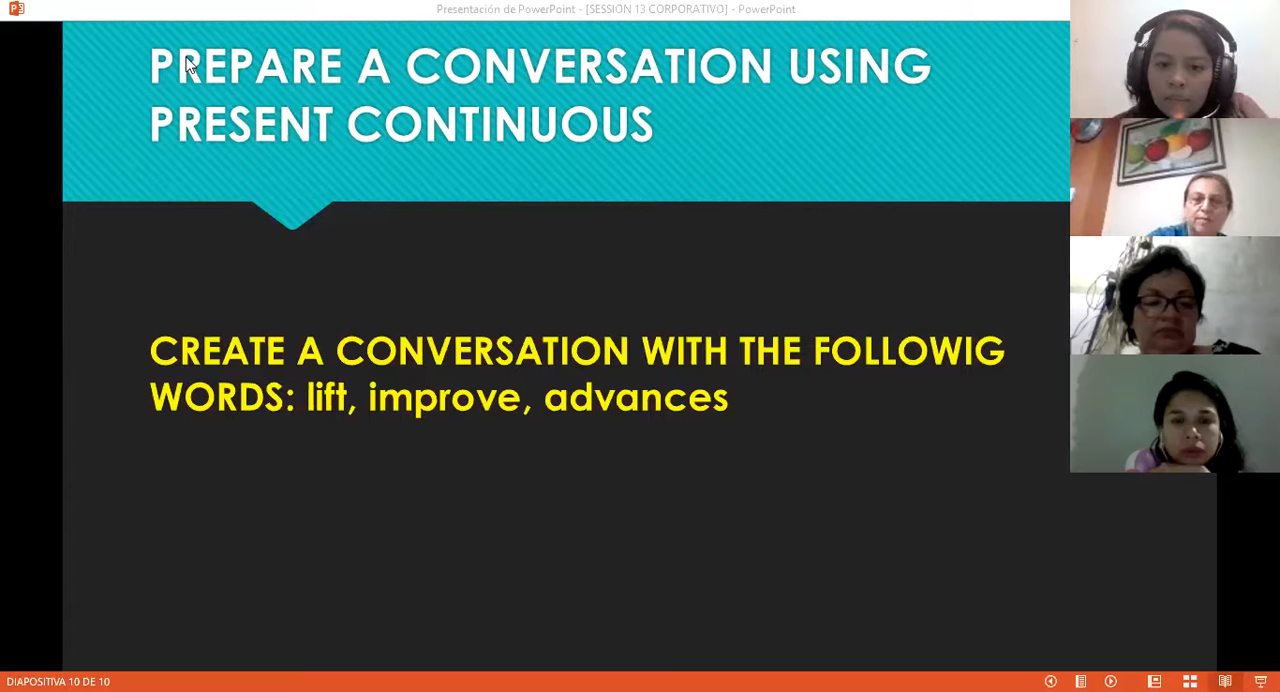 Presentación de PowerPoint - [SESSION 13 CORPORATIVO] - PowerPoint
PREPARE A CONVERSATION USING
PRESENT CONTINUOUS
CREATE A CONVERSATION WITH THE FOLLOWIG
WORDS: lift, improve, advances
DIAPOSITIVA 10 DE 10